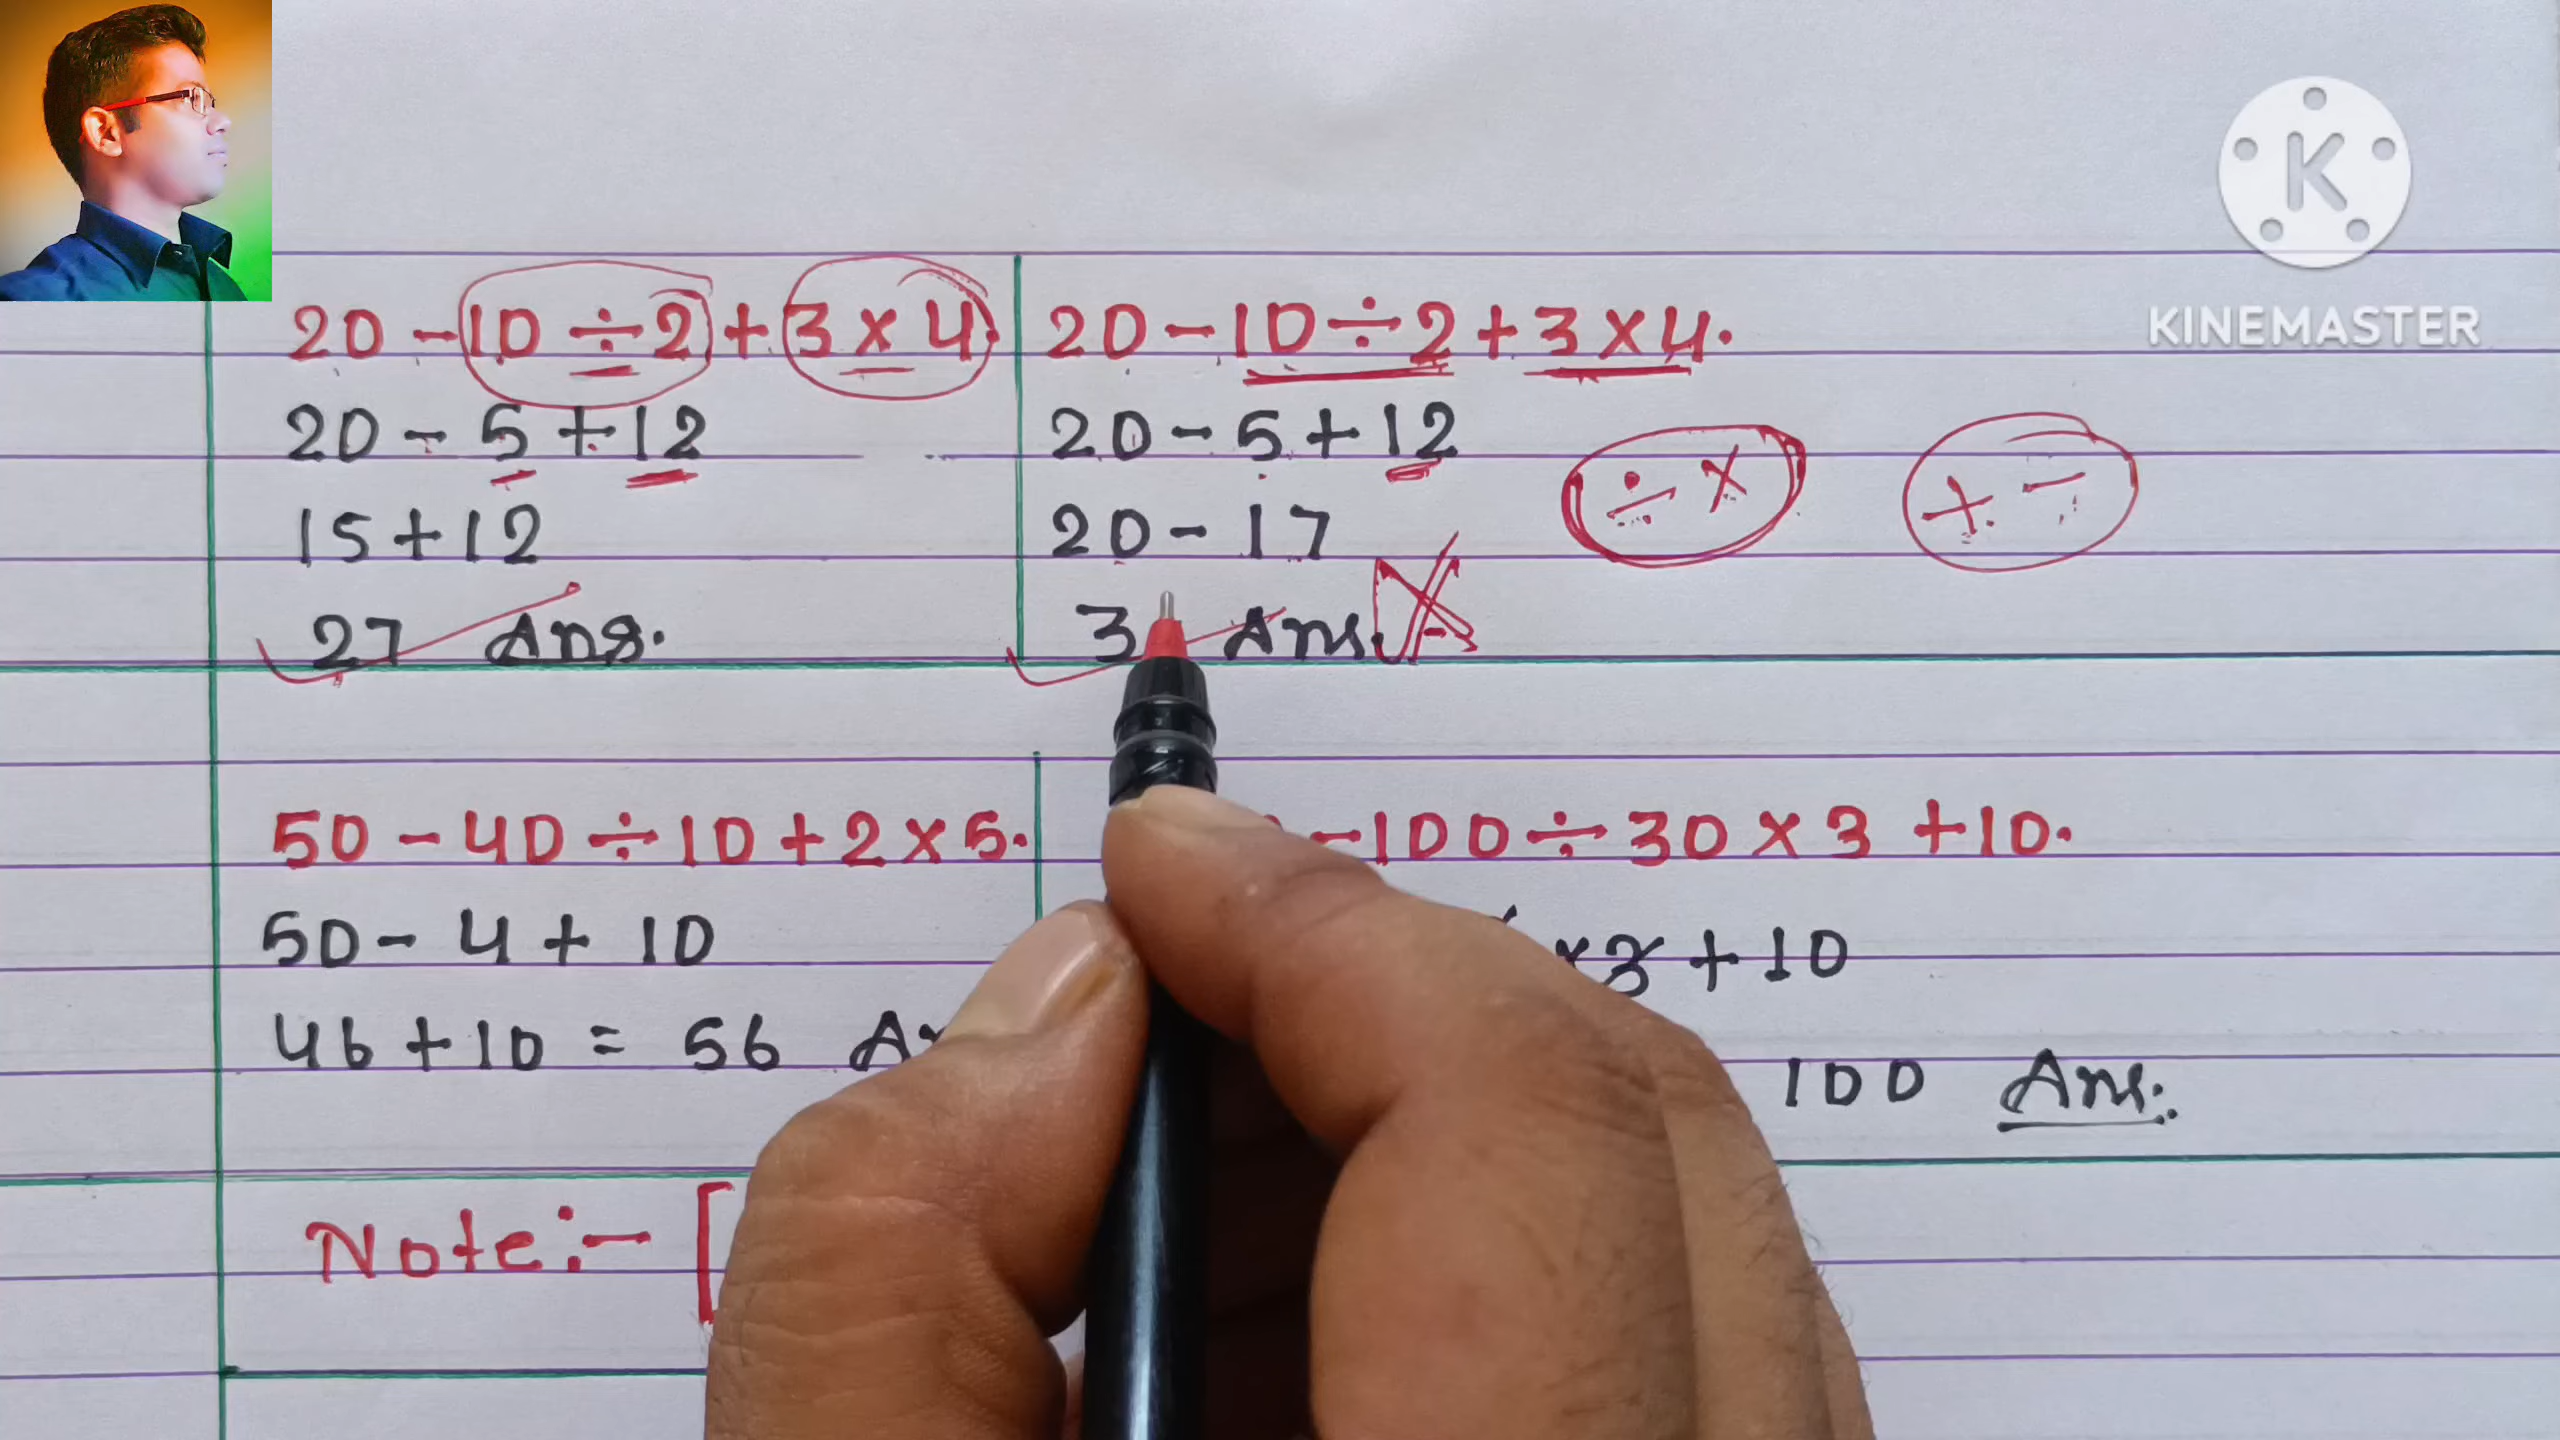 20 - 10 ÷ 2 + 3 × 4.
20 - 5 + 12
15 + 12
27 Ans.
20 - 10 ÷ 2 + 3 × 4.
20 - 5 + 12
20 - 17
3 Ans.
÷ × + -
KINEMASTER
50 - 40 ÷ 10 + 2 × 5.
50 - 4 + 10
46 + 10 = 56
- 100 ÷ 30 × 3 + 10.
×3 + 10
100 Ans.
Note:- [